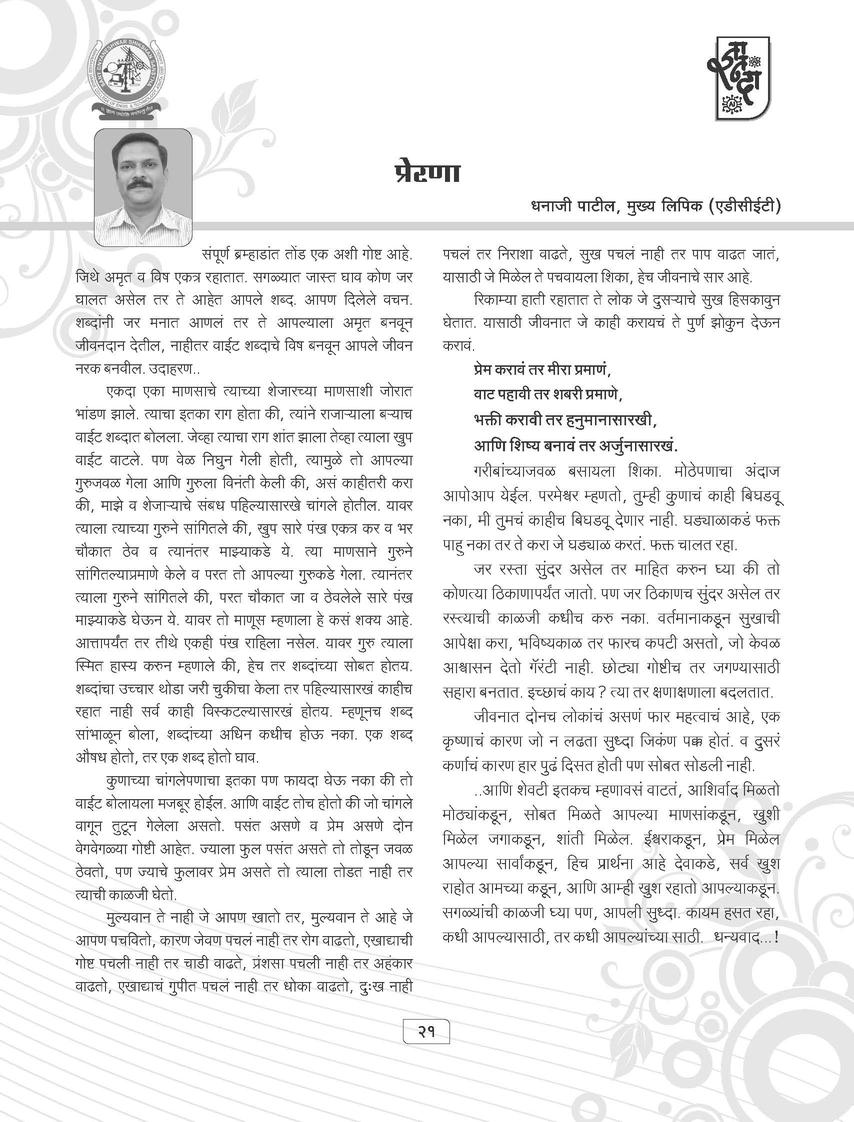 प्रेरणा
धनाजी पाटील, मुख्य लिपिक (एडीसीईटी)
संपूर्ण ब्रम्हाडांत तोंड एक अशी गोष्ट आहे.
जिथे अमृत व विष एकत्र रहातात. सगळ्यात जास्त घाव कोण जर
घालत असेल तर ते आहेत आपले शब्द. आपण दिलेले वचन.
शब्दांनी जर मनात आणलं तर ते आपल्याला अमृत बनवून
जीवनदान देतील, नाहीतर वाईट शब्दाचे विष बनवून आपले जीवन
नरक बनवील. उदाहरण..
एकदा एका माणसाचे त्याच्या शेजारच्या माणसाशी जोरात
भांडण झाले. त्याचा इतका राग होता की, त्यांने राजाऱ्याला बऱ्याच
वाईट शब्दात बोलला. जेव्हा त्याचा राग शांत झाला तेव्हा त्याला खुप
वाईट वाटले. पण वेळ निघुन गेली होती, त्यामुळे तो आपल्या
गुरुजवळ गेला आणि गुरुला विनंती केली की, असं काहीतरी करा
की, माझे व शेजाऱ्याचे संबध पहिल्यासारखे चांगले होतील. यावर
त्याला त्याच्या गुरुने सांगितले की, खुप सारे पंख एकत्र कर व भर
चौकात ठेव व त्यानंतर माझ्याकडे ये. त्या माणसाने गुरुने
सांगितल्याप्रमाणे केले व परत तो आपल्या गुरुकडे गेला. त्यानंतर
त्याला गुरुने सांगितले की, परत चौकात जा व ठेवलेले सारे पंख
माझ्याकडे घेऊन ये. यावर तो माणूस म्हणाला हे कसं शक्य आहे.
आत्तापर्यंत तर तीथे एकही पंख राहिला नसेल. यावर गुरु त्याला
स्मित हास्य करुन म्हणाले की, हेच तर शब्दांच्या सोबत होतय.
शब्दांचा उच्चार थोडा जरी चुकीचा केला तर पहिल्यासारखं काहीच
रहात नाही सर्व काही विस्कटल्यासारखं होतय. म्हणूनच शब्द
सांभाळून बोला, शब्दांच्या अधिन कधीच होऊ नका. एक शब्द
औषध होतो, तर एक शब्द होतो घाव.
कुणाच्या चांगलेपणाचा इतका पण फायदा घेऊ नका की तो
वाईट बोलायला मजबूर होईल. आणि वाईट तोच होतो की जो चांगले
वागून तुटून गेलेला असतो. पसंत असणे व प्रेम असणे दोन
वेगवेगळ्या गोष्टी आहेत. ज्याला फुल पसंत असते तो तोडून जवळ
ठेवतो, पण ज्याचे फुलावर प्रेम असते तो त्याला तोडत नाही तर
त्याची काळजी घेतो.
मुल्यवान ते नाही जे आपण खातो तर, मुल्यवान ते आहे जे
आपण पचवितो, कारण जेवण पचलं नाही तर रोग वाढतो, एखाद्याची
गोष्ट पचली नाही तर चाडी वाढते, प्रंशसा पचली नाही तर अहंकार
वाढतो, एखाद्याचं गुपीत पचलं नाही तर धोका वाढतो, दुःख नाही
पचलं तर निराशा वाढते, सुख पचलं नाही तर पाप वाढत जातं,
यासाठी जे मिळेल ते पचवायला शिका, हेच जीवनाचे सार आहे.
रिकाम्या हाती रहातात ते लोक जे दुसऱ्याचे सुख हिसकावुन
घेतात. यासाठी जीवनात जे काही करायचं ते पुर्ण झोकुन देऊन
करावं.
प्रेम करावं तर मीरा प्रमाणं,
वाट पहावी तर शबरी प्रमाणे,
भक्ती करावी तर हनुमानासारखी,
आणि शिष्य बनावं तर अर्जुनासारखं.
गरीबांच्याजवळ बसायला शिका. मोठेपणाचा अंदाज
आपोआप येईल. परमेश्वर म्हणतो, तुम्ही कुणाचं काही बिघडवू
नका, मी तुमचं काहीच बिघडवू देणार नाही. घड्याळाकडं फक्त
पाहु नका तर ते करा जे घड्याळ करतं. फक्त चालत रहा.
जर रस्ता सुंदर असेल तर माहित करुन घ्या की तो
कोणत्या ठिकाणापर्यंत जातो. पण जर ठिकाणच सुंदर असेल तर
रस्त्याची काळजी कधीच करु नका. वर्तमानाकडून सुखाची
आपेक्षा करा, भविष्यकाळ तर फारच कपटी असतो, जो केवळ
आश्वासन देतो गॅरंटी नाही. छोट्या गोष्टीच तर जगण्यासाठी
सहारा बनतात. इच्छाचं काय ? त्या तर क्षणाक्षणाला बदलतात.
जीवनात दोनच लोकांचं असणं फार महत्वाचं आहे, एक
कृष्णाचं कारण जो न लढता सुध्दा जिकंण पक्क होतं. व दुसरं
कर्णाचं कारण हार पुढं दिसत होती पण सोबत सोडली नाही.
..आणि शेवटी इतकच म्हणावसं वाटतं, आशिर्वाद मिळतो
मोठ्यांकडून, सोबत मिळते आपल्या माणसांकडून, खुशी
मिळेल जगाकडून, शांती मिळेल. ईश्वराकडून, प्रेम मिळेल
आपल्या सार्वांकडून, हिच प्रार्थना आहे देवाकडे, सर्व खुश
राहोत आमच्या कडून, आणि आम्ही खुश रहातो आपल्याकडून.
सगळ्यांची काळजी घ्या पण, आपली सुध्दा. कायम हसत रहा,
कधी आपल्यासाठी, तर कधी आपल्यांच्या साठी. धन्यवाद...!
२१